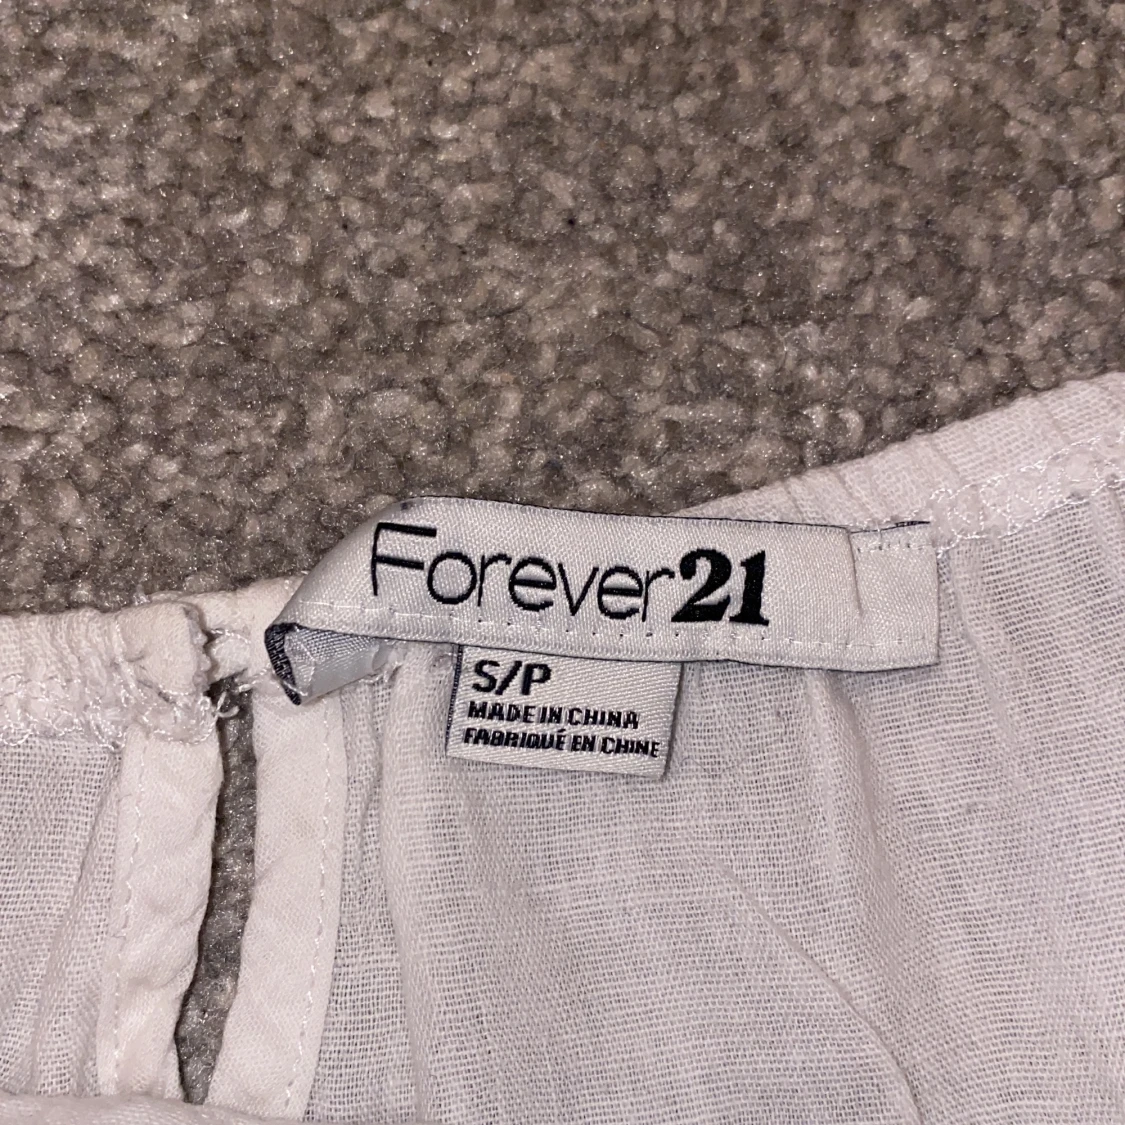 Forever21
S/P
MADE IN CHINA
FABRIQUÉ EN CHINE